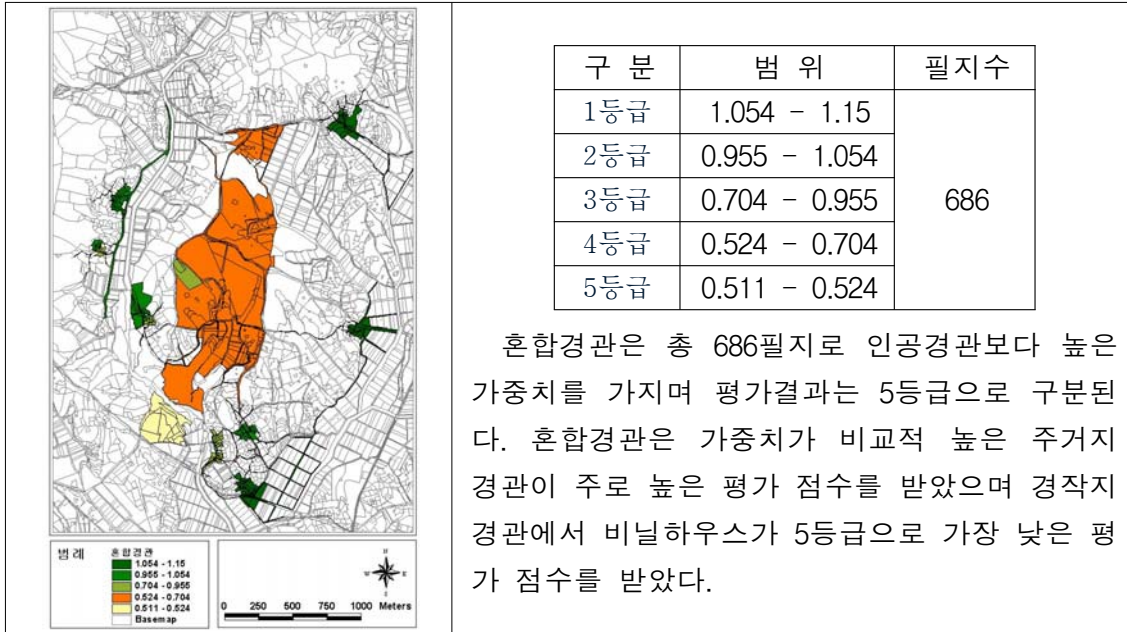 구 분 범 위 필지수
1등급 1.054 - 1.15
2등급 0.955 - 1.054
3등급 0.704 - 0.955 686
4등급 0.524 - 0.704
5등급 0.511 - 0.524
혼합경관은 총 686필지로 인공경관보다 높은
가중치를 가지며 평가결과는 5등급으로 구분된
다. 혼합경관은 가중치가 비교적 높은 주거지
경관이 주로 높은 평가 점수를 받았으며 경작지
경관에서 비닐하우스가 5등급으로 가장 낮은 평
가 점수를 받았다.
범례 혼합경관
1.054 - 1.15
0.955 - 1.054
0.704 - 0.955
0.524 - 0.704
0.511 - 0.524
Basemap
N
W E
S
0 250 500 750 1000 Meters